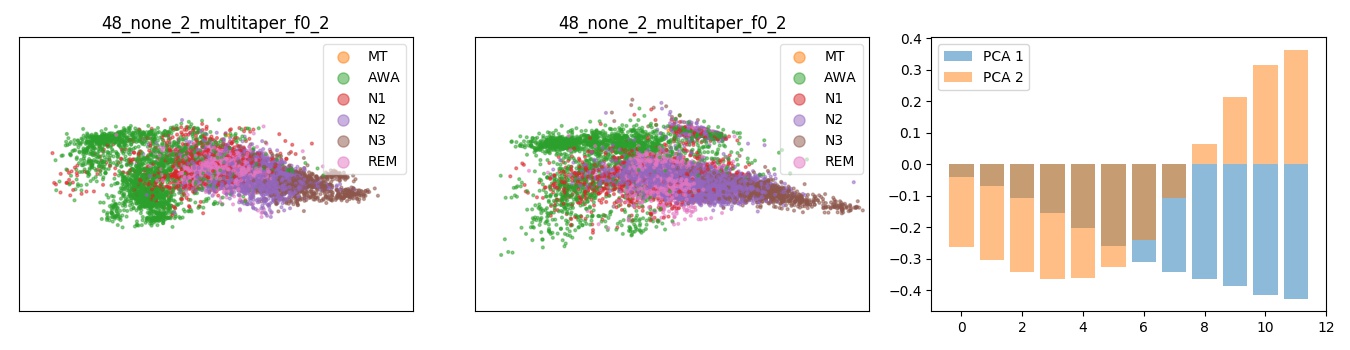 48_none_2_multitaper_f0_2
MT
AWA
N1
N2
N3
REM
48_none_2_multitaper_f0_2
MT
AWA
N1
N2
N3
REM
PCA 1
PCA 2
0.4
0.3
0.2
0.1
0.0
−0.1
−0.2
−0.3
−0.4
0 2 4 6 8 10 12